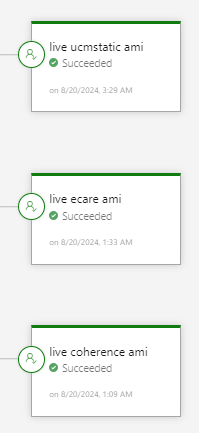 live ucmstatic ami
Succeeded
on 8/20/2024, 3:29 AM
live ecare ami
Succeeded
on 8/20/2024, 1:33 AM
live coherence ami
Succeeded
on 8/20/2024, 1:09 AM